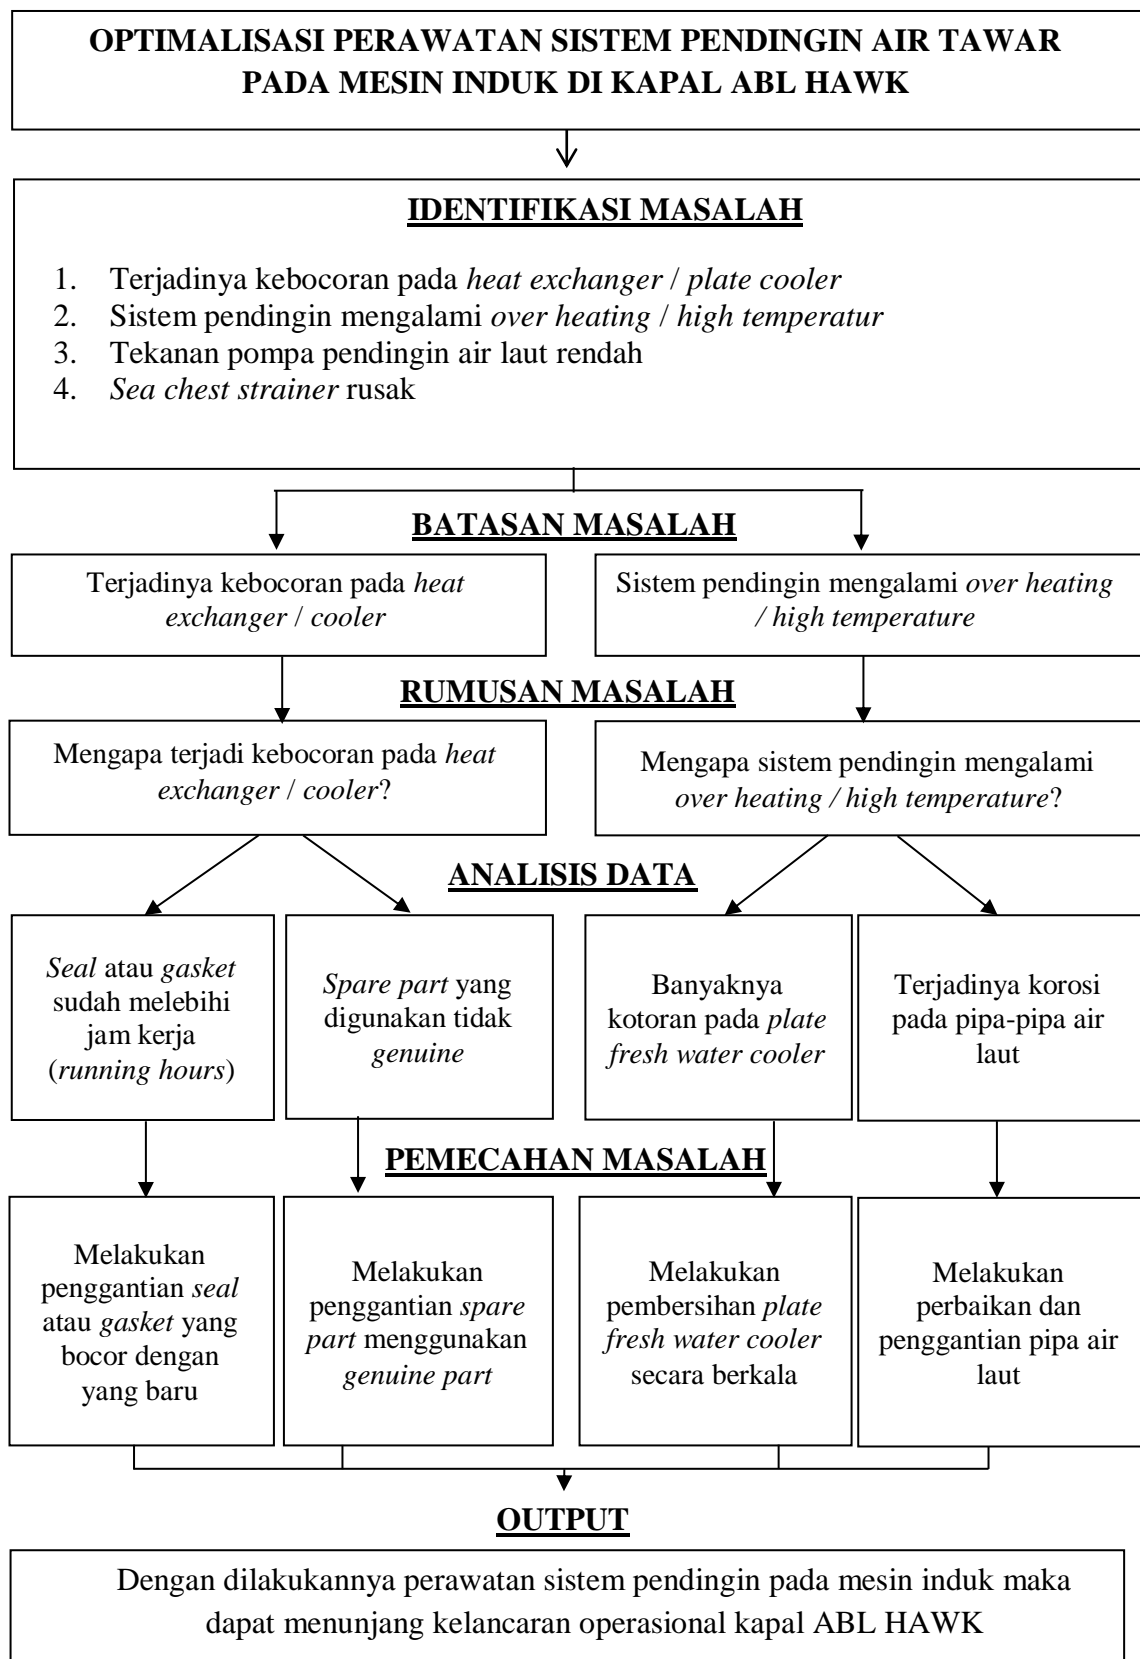 OPTIMALISASI PERAWATAN SISTEM PENDINGIN AIR TAWAR
PADA MESIN INDUK DI KAPAL ABL HAWK
IDENTIFIKASI MASALAH
1. Terjadinya kebocoran pada heat exchanger / plate cooler
2. Sistem pendingin mengalami over heating / high temperatur
3. Tekanan pompa pendingin air laut rendah
4. Sea chest strainer rusak
BATASAN MASALAH
Terjadinya kebocoran pada heat
exchanger / cooler
Sistem pendingin mengalami over heating
/ high temperature
RUMUSAN MASALAH
Mengapa terjadi kebocoran pada heat
exchanger / cooler?
Mengapa sistem pendingin mengalami
over heating / high temperature?
ANALISIS DATA
Seal atau gasket
sudah melebihi
jam kerja
(running hours)
Spare part yang
digunakan tidak
genuine
Banyaknya
kotoran pada plate
fresh water cooler
Terjadinya korosi
pada pipa-pipa air
laut
PEMECAHAN MASALAH
Melakukan
penggantian seal
atau gasket yang
bocor dengan
yang baru
Melakukan
penggantian spare
part menggunakan
genuine part
Melakukan
pembersihan plate
fresh water cooler
secara berkala
Melakukan
perbaikan dan
penggantian pipa air
laut
OUTPUT
Dengan dilakukannya perawatan sistem pendingin pada mesin induk maka
dapat menunjang kelancaran operasional kapal ABL HAWK